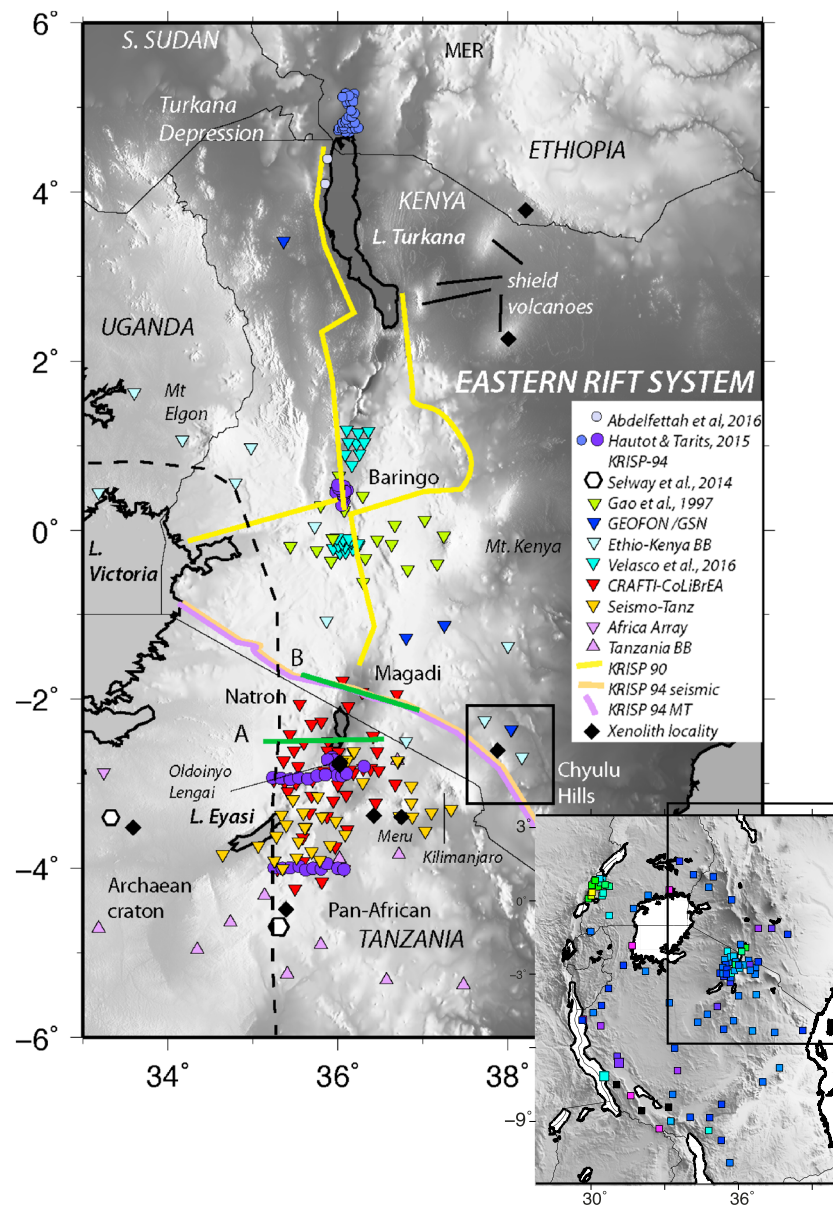 6°
4°
2°
0°
−2°
−4°
−6°
34°
36°
38°
S. SUDAN
MER
Turkana
Depression
ETHIOPIA
KENYA
L. Turkana
shield
volcanoes
UGANDA
Mt
Elgon
EASTERN RIFT SYSTEM
Baringo
L.
Victoria
Mt. Kenya
B
Magadi
Natron
A
Oldoinyo
Lengai
L. Eyasi
Chyulu
Hills
Meru
Kilimanjaro
Archaean
craton
Pan-African
TANZANIA
Abdelfettah et al, 2016
Hautot & Tarits, 2015
KRISP-94
Selway et al., 2014
Gao et al., 1997
GEOFON /GSN
Ethio-Kenya BB
Velasco et al., 2016
CRAFTI-CoLiBrEA
Seismo-Tanz
Africa Array
Tanzania BB
KRISP 90
KRISP 94 seismic
KRISP 94 MT
Xenolith locality
3°
0°
−3°
−9°
30°
36°